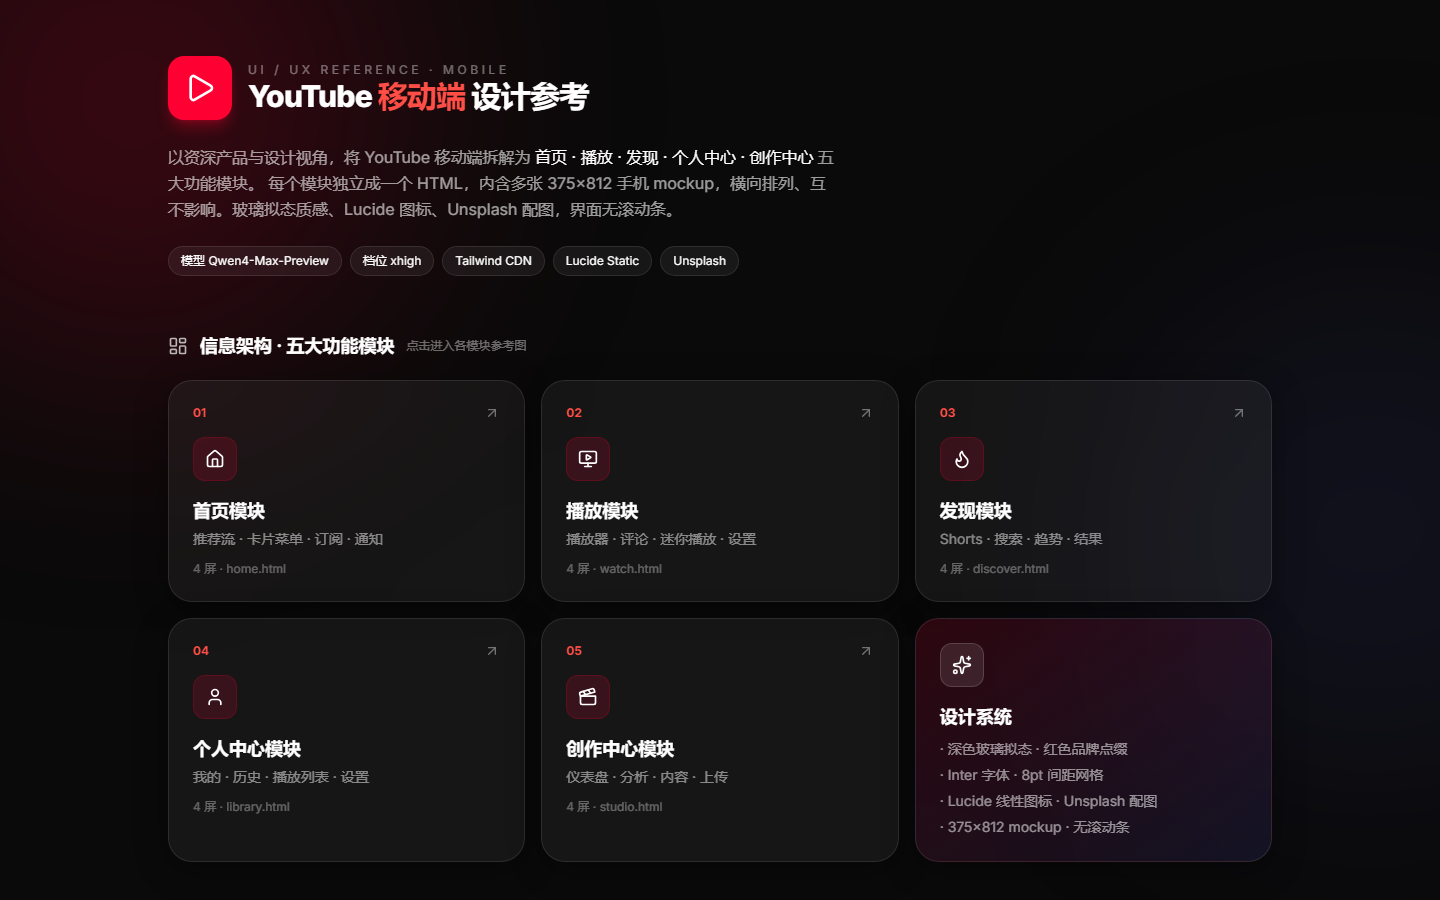 UI / UX REFERENCE · MOBILE
YouTube 移动端 设计参考
以资深产品与设计视角，将 YouTube 移动端拆解为 首页 · 播放 · 发现 · 个人中心 · 创作中心 五
大功能模块。 每个模块独立成一个 HTML，内含多张 375×812 手机 mockup，横向排列、互
不影响。玻璃拟态质感、Lucide 图标、Unsplash 配图，界面无滚动条。
模型 Qwen4-Max-Preview
档位 xhigh
Tailwind CDN
Lucide Static
Unsplash
信息架构 · 五大功能模块 点击进入各模块参考图
01
首页模块
推荐流 · 卡片菜单 · 订阅 · 通知
4 屏 · home.html
02
播放模块
播放器 · 评论 · 迷你播放 · 设置
4 屏 · watch.html
03
发现模块
Shorts · 搜索 · 趋势 · 结果
4 屏 · discover.html
04
个人中心模块
我的 · 历史 · 播放列表 · 设置
4 屏 · library.html
05
创作中心模块
仪表盘 · 分析 · 内容 · 上传
4 屏 · studio.html
设计系统
· 深色玻璃拟态 · 红色品牌点缀
· Inter 字体 · 8pt 间距网格
· Lucide 线性图标 · Unsplash 配图
· 375×812 mockup · 无滚动条